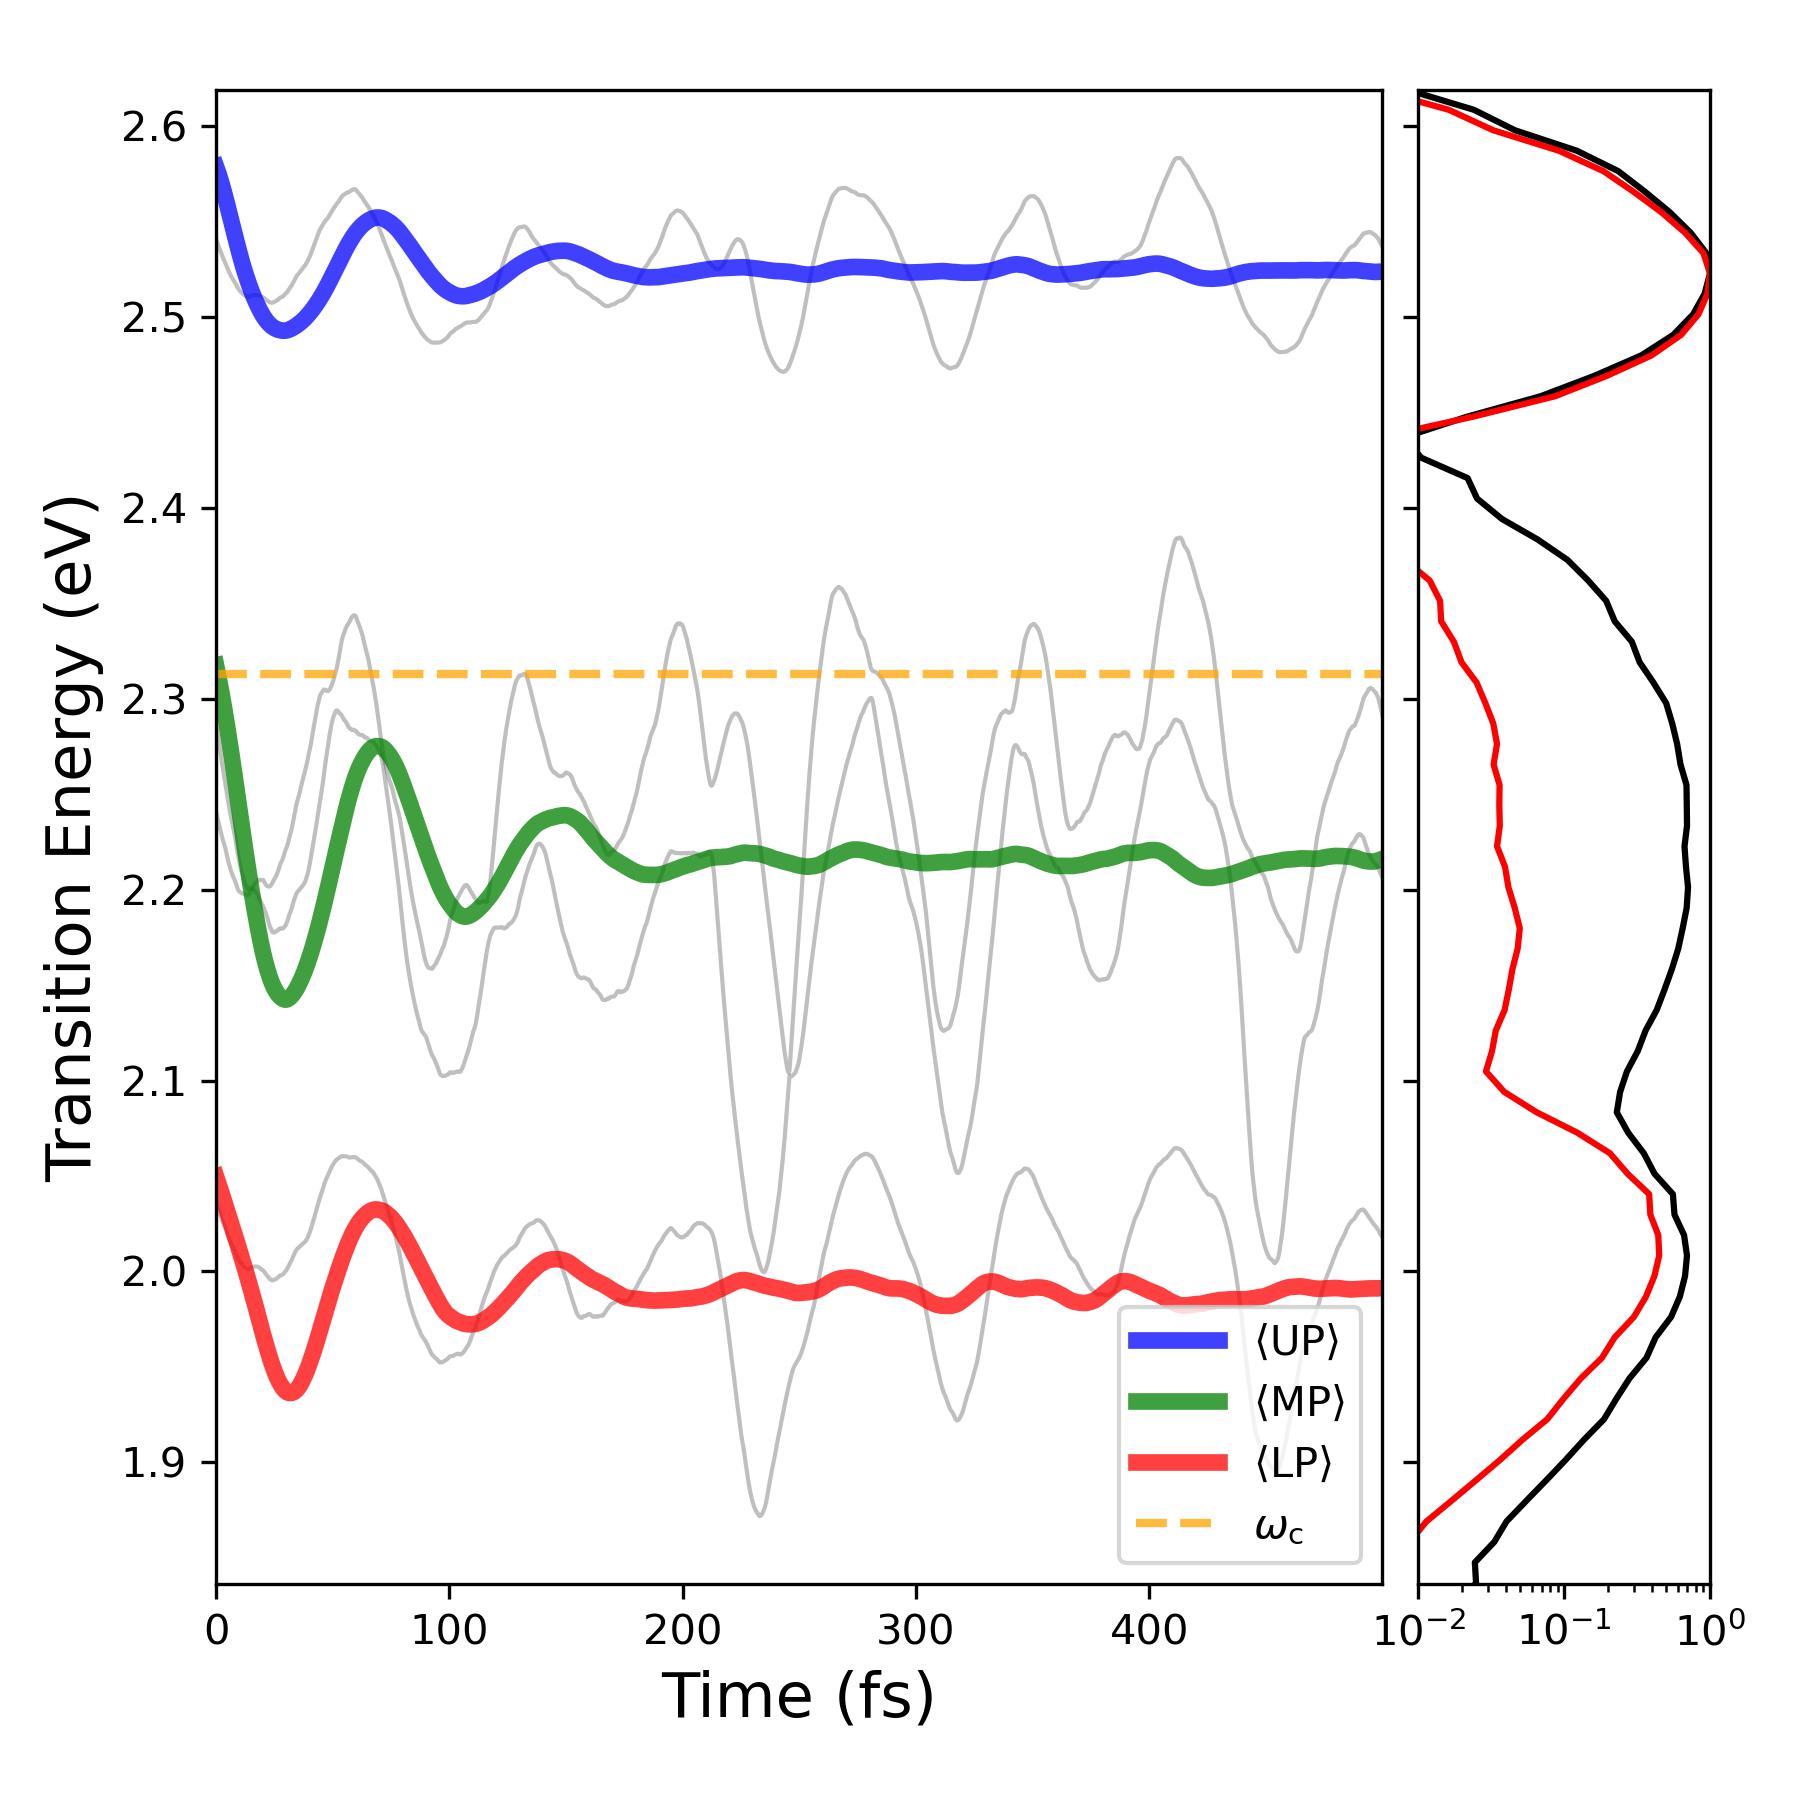 Transition Energy (eV)
2.6
2.5
2.4
2.3
2.2
2.1
2.0
1.9
⟨UP⟩
⟨MP⟩
⟨LP⟩
ω_c
0 100 200 300 400
10⁻² 10⁻¹ 10⁰
Time (fs)